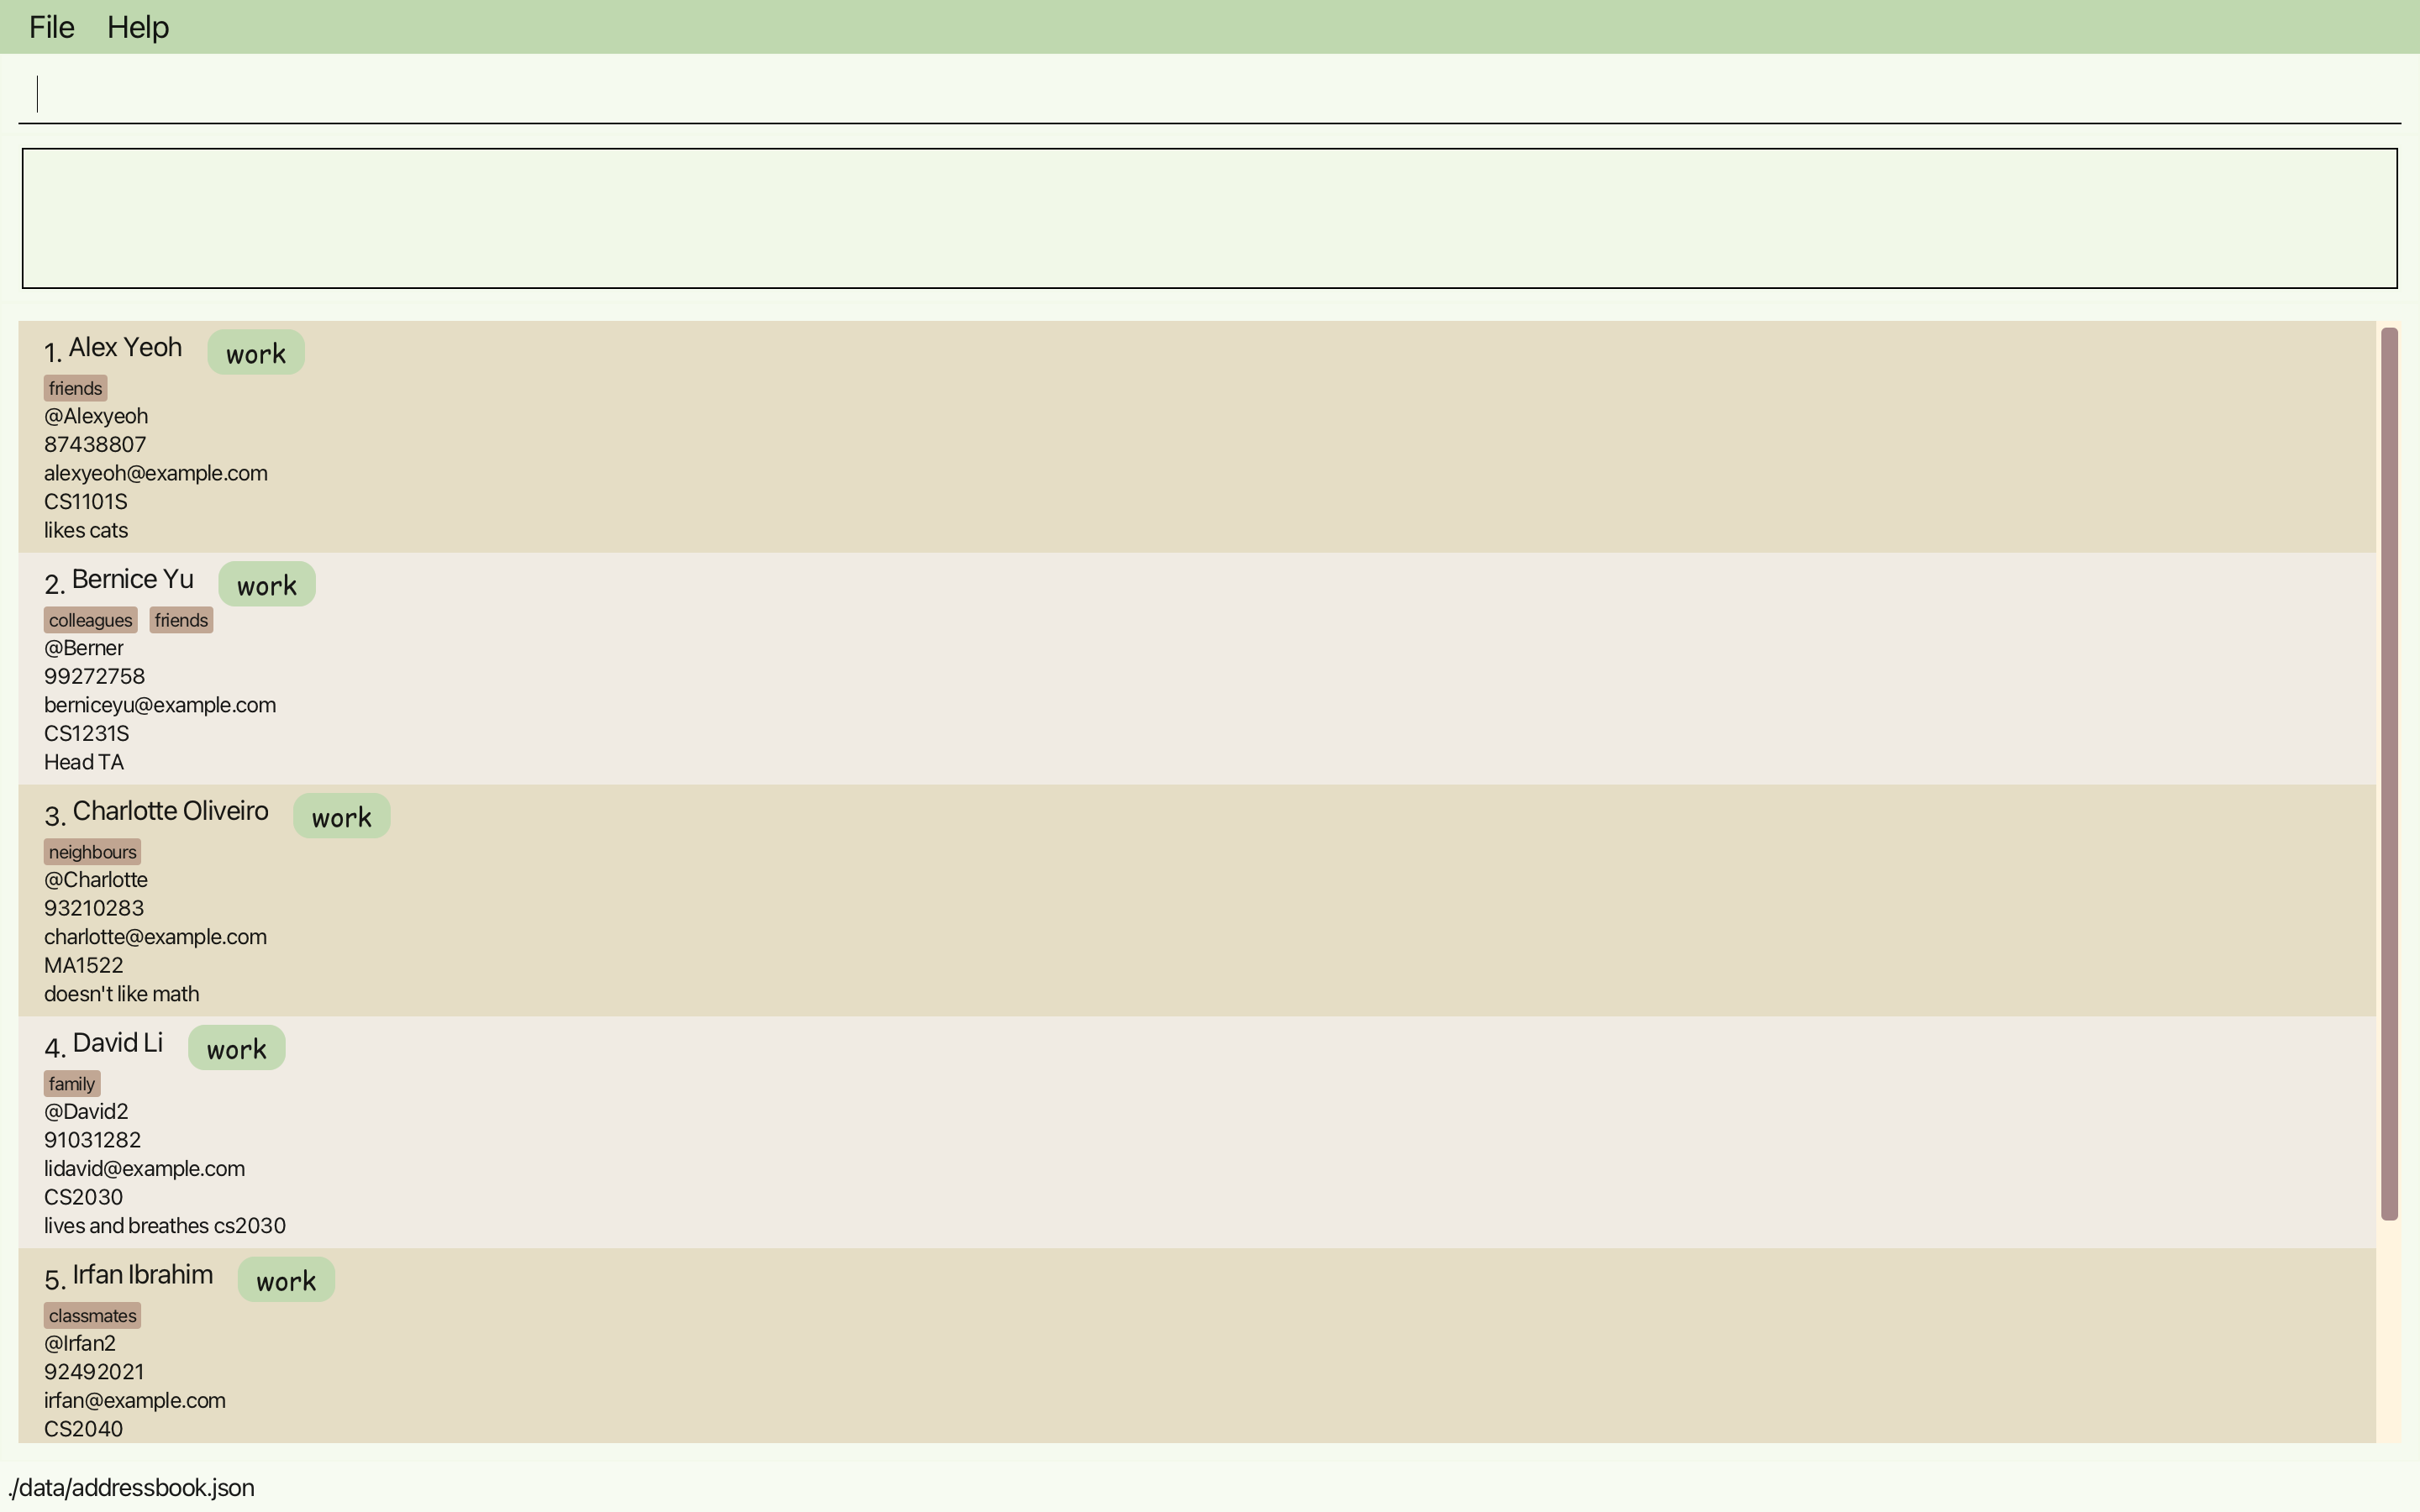 File Help
1. Alex Yeoh work
friends
@Alexyeoh
87438807
alexyeoh@example.com
CS1101S
likes cats
2. Bernice Yu work
colleagues friends
@Berner
99272758
berniceyu@example.com
CS1231S
Head TA
3. Charlotte Oliveiro work
neighbours
@Charlotte
93210283
charlotte@example.com
MA1522
doesn't like math
4. David Li work
family
@David2
91031282
lidavid@example.com
CS2030
lives and breathes cs2030
5. Irfan Ibrahim work
classmates
@Irfan2
92492021
irfan@example.com
CS2040
./data/addressbook.json